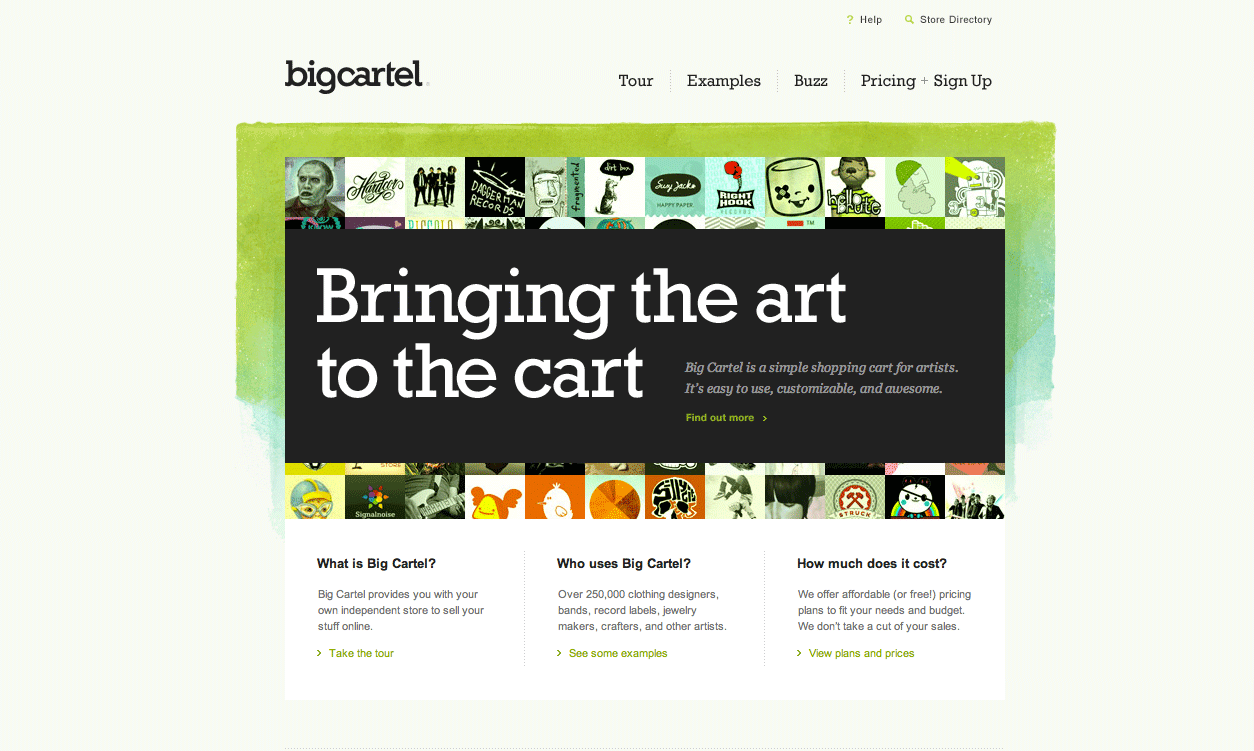 ? Help
Store Directory
bigcartel
Tour
Examples
Buzz
Pricing + Sign Up
Hardcore
DAGGERMAN RECORDS
fragmented
dirt box
Suzy Jacks
HAPPY PAPER
RIGHT HOOK
RECORDS
KNOW
PICCOLO
TM
Bringing the art
to the cart
Big Cartel is a simple shopping cart for artists.
It's easy to use, customizable, and awesome.
Find out more
STORE
Signalnoise
STRUCK
What is Big Cartel?
Big Cartel provides you with your
own independent store to sell your
stuff online.
Take the tour
Who uses Big Cartel?
Over 250,000 clothing designers,
bands, record labels, jewelry
makers, crafters, and other artists.
See some examples
How much does it cost?
We offer affordable (or free!) pricing
plans to fit your needs and budget.
We don't take a cut of your sales.
View plans and prices